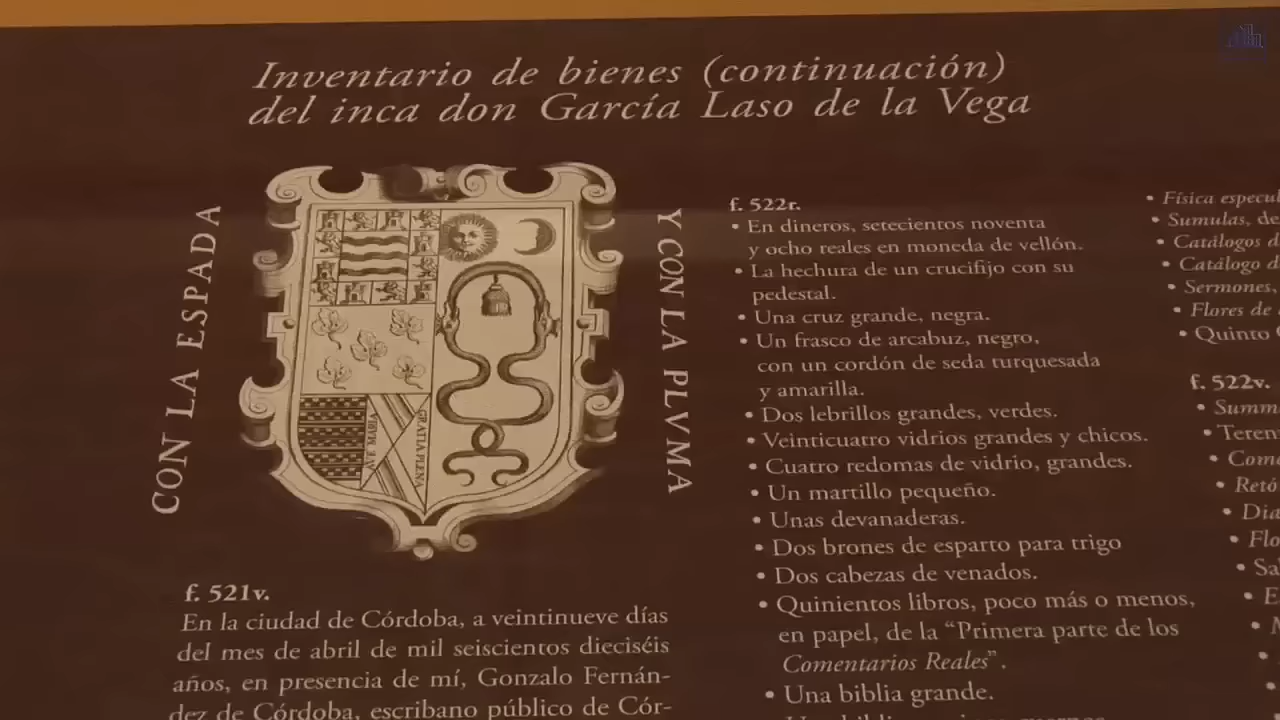 Inventario de bienes (continuación)
del inca don García Laso de la Vega
CON LA ESPADA
Y CON LA PLVMA
AVE MARIA
GRATIA PLENA
f. 521v.
En la ciudad de Córdoba, a veintinueve días
del mes de abril de mil seiscientos dieciséis
años, en presencia de mí, Gonzalo Fernán-
dez de Córdoba, escribano público de Cór-
f. 522r.
• En dineros, setecientos noventa
y ocho reales en moneda de vellón.
• La hechura de un crucifijo con su
pedestal.
• Una cruz grande, negra.
• Un frasco de arcabuz, negro,
con un cordón de seda turquesada
y amarilla.
• Dos lebrillos grandes, verdes.
• Veinticuatro vidrios grandes y chicos.
• Cuatro redomas de vidrio, grandes.
• Un martillo pequeño.
• Unas devanaderas.
• Dos brones de esparto para trigo
• Dos cabezas de venados.
• Quinientos libros, poco más o menos,
en papel, de la “Primera parte de los
Comentarios Reales”.
• Una biblia grande.
• Física
• Sumulas, de
• Catálogos d
• Catálogo d
• Sermones,
• Flores de
• Quinto
f. 522v.